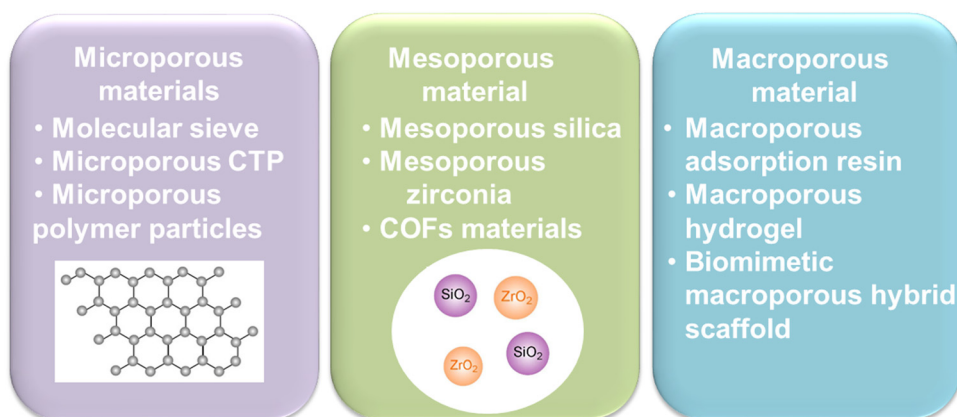 Microporous
materials
• Molecular sieve
• Microporous CTP
• Microporous
polymer particles
Mesoporous
material
• Mesoporous silica
• Mesoporous
zirconia
• COFs materials
SiO₂
ZrO₂
SiO₂
ZrO₂
Macroporous
material
• Macroporous
adsorption resin
• Macroporous
hydrogel
• Biomimetic
macroporous hybrid
scaffold